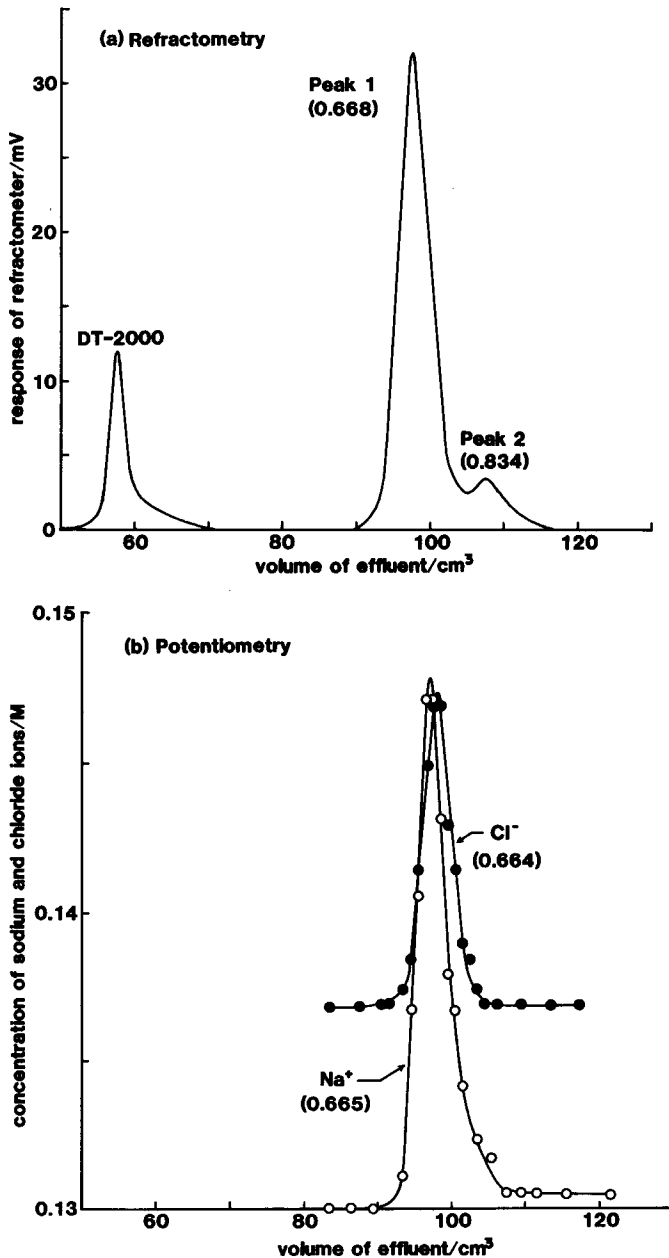 (a) Refractometry
response of refractometer/mV
30
20
10
0
Peak 1
(0.668)
DT-2000
Peak 2
(0.834)
60
80
100
120
volume of effluent/cm³
(b) Potentiometry
concentration of sodium and chloride ions/M
0.15
0.14
0.13
Cl⁻
(0.664)
Na⁺
(0.665)
60
80
100
120
volume of effluent/cm³